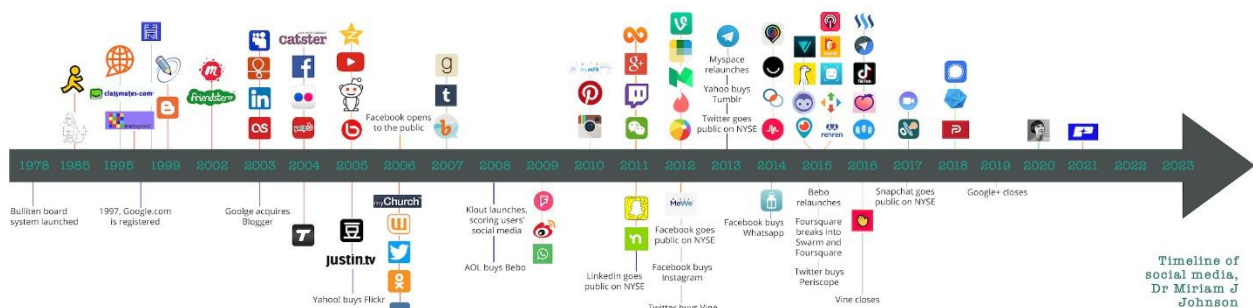 catster
classmates·com
friendster
Facebook opens
to the public
Myspace
relaunches
Yahoo buys
Tumblr
Twitter goes
public on NYSE
renren
1978
1985
1995
1999
2002
2003
2004
2005
2006
2007
2008
2009
2010
2011
2012
2013
2014
2015
2016
2017
2018
2019
2020
2021
2022
2023
Bulliten board
system launched
1997, Google.com
is registered
Goolge acquires
Blogger
justin.tv
Yahoo! buys Flickr
myChurch
Klout launches,
scoring users'
social media
AOL buys Bebo
LinkedIn goes
public on NYSE
MeWe
Facebook goes
public on NYSE
Facebook buys
Instagram
Twitter buys Vine
Facebook buys
Whatsapp
Bebo
relaunches
Foursquare
breaks into
Swarm and
Foursquare
Twitter buys
Periscope
Vine closes
Snapchat goes
public on NYSE
Google+ closes
Timeline of
social media,
Dr Miriam J
Johnson